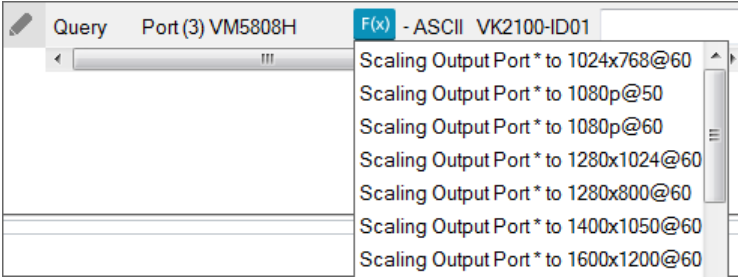 Query Port (3) VM5808H F(x) - ASCII VK2100-ID01
Scaling Output Port * to 1024x768@60
Scaling Output Port * to 1080p@50
Scaling Output Port * to 1080p@60
Scaling Output Port * to 1280x1024@60
Scaling Output Port * to 1280x800@60
Scaling Output Port * to 1400x1050@60
Scaling Output Port * to 1600x1200@60